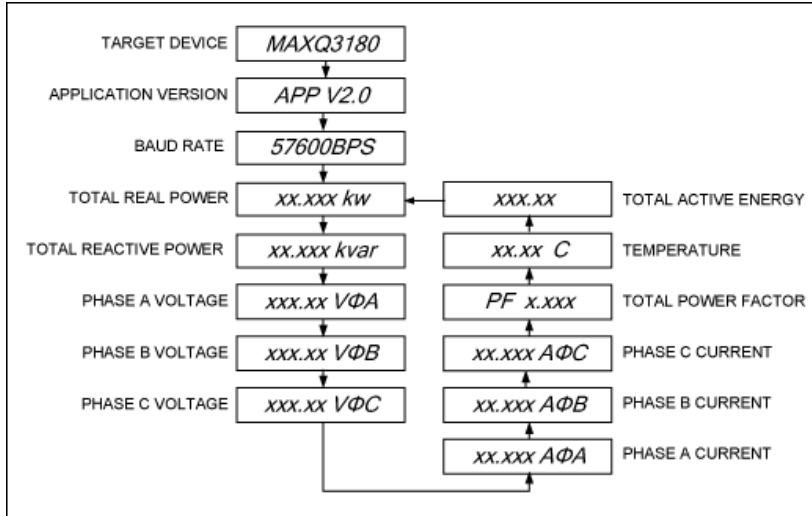 TARGET DEVICE MAXQ3180
APPLICATION VERSION APP V2.0
BAUD RATE 57600BPS
TOTAL REAL POWER xx.xxx kw xxx.xx TOTAL ACTIVE ENERGY
TOTAL REACTIVE POWER xx.xxx kvar xx.xx C TEMPERATURE
PHASE A VOLTAGE xxx.xx VΦA PF x.xxx TOTAL POWER FACTOR
PHASE B VOLTAGE xxx.xx VΦB xx.xxx AΦC PHASE C CURRENT
PHASE C VOLTAGE xxx.xx VΦC xx.xxx AΦB PHASE B CURRENT
xx.xxx AΦA PHASE A CURRENT